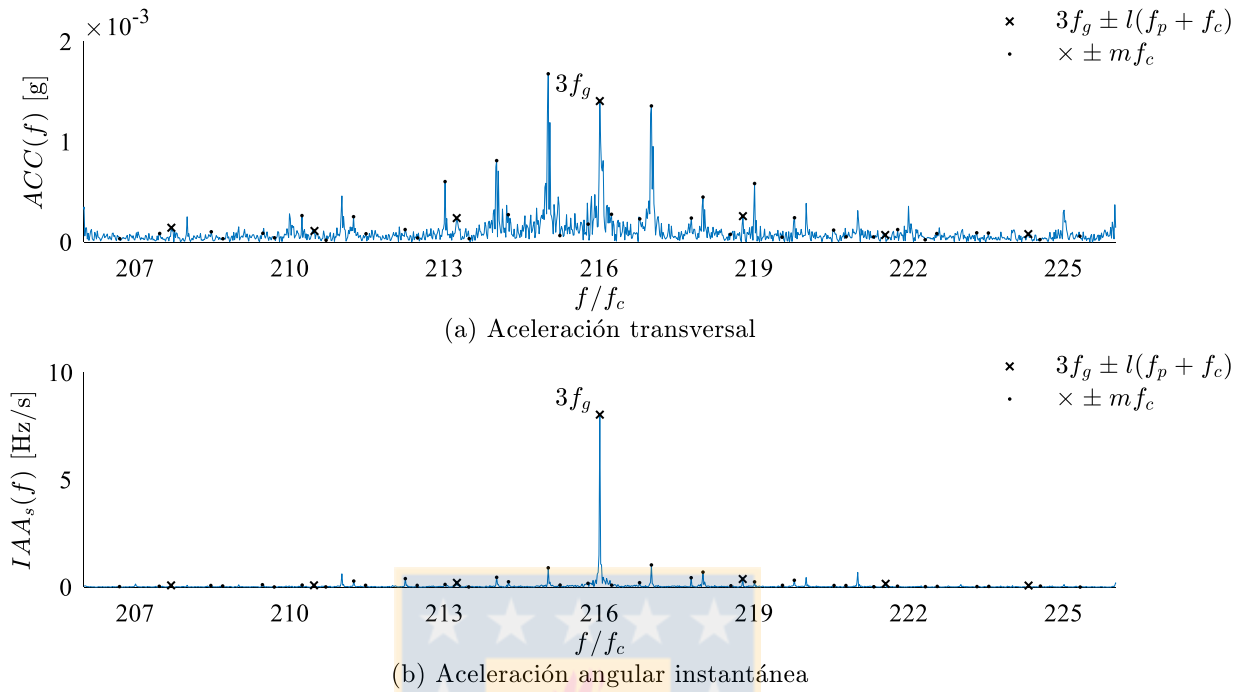 ×10⁻³
2
1
0
ACC(f) [g]
3f_g
× 3f_g ± l(f_p + f_c)
· × ± mf_c
207 210 213 216 219 222 225
f/f_c
(a) Aceleración transversal
10
5
0
IAA_s(f) [Hz/s]
3f_g
× 3f_g ± l(f_p + f_c)
· × ± mf_c
207 210 213 216 219 222 225
f/f_c
(b) Aceleración angular instantánea